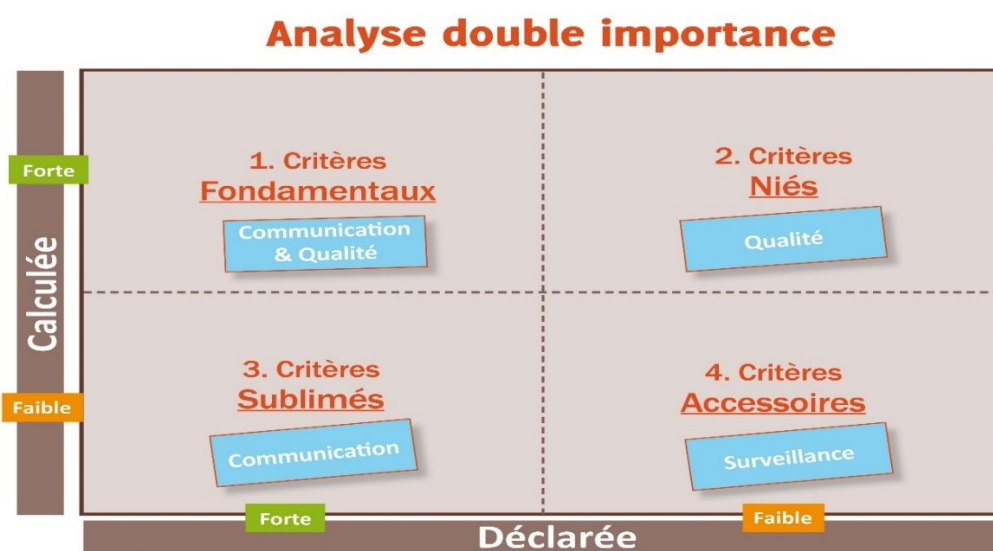 Analyse double importance
Calculée
Forte
Faible
1. Critères
Fondamentaux
Communication
& Qualité
2. Critères
Niés
Qualité
3. Critères
Sublimés
Communication
4. Critères
Accessoires
Surveillance
Forte
Faible
Déclarée